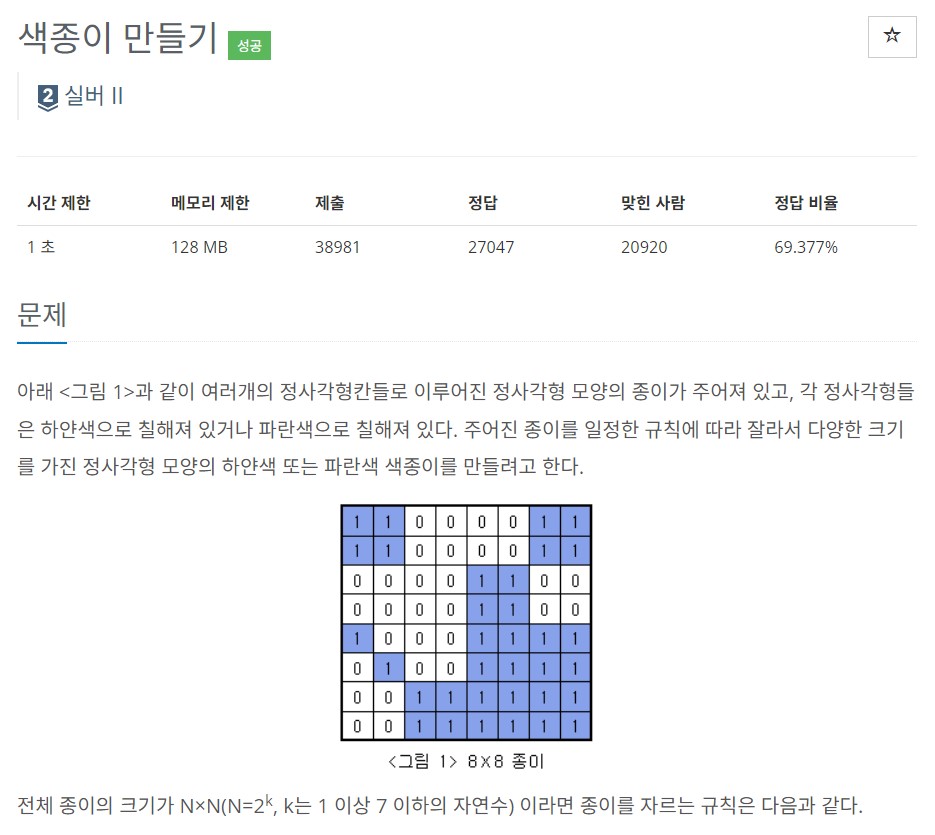 색종이 만들기 성공
☆
2 실버 II
시간 제한 메모리 제한 제출 정답 맞힌 사람 정답 비율
1 초 128 MB 38981 27047 20920 69.377%
문제
아래 <그림 1>과 같이 여러개의 정사각형칸들로 이루어진 정사각형 모양의 종이가 주어져 있고, 각 정사각형들
은 하얀색으로 칠해져 있거나 파란색으로 칠해져 있다. 주어진 종이를 일정한 규칙에 따라 잘라서 다양한 크기
를 가진 정사각형 모양의 하얀색 또는 파란색 색종이를 만들려고 한다.
1 1 0 0 0 0 1 1
1 1 0 0 0 0 1 1
0 0 0 0 1 1 0 0
0 0 0 0 1 1 0 0
1 0 0 0 1 1 1 1
0 1 0 0 1 1 1 1
0 0 1 1 1 1 1 1
0 0 1 1 1 1 1 1
<그림 1> 8×8 종이
전체 종이의 크기가 N×N(N=2^k, k는 1 이상 7 이하의 자연수) 이라면 종이를 자르는 규칙은 다음과 같다.